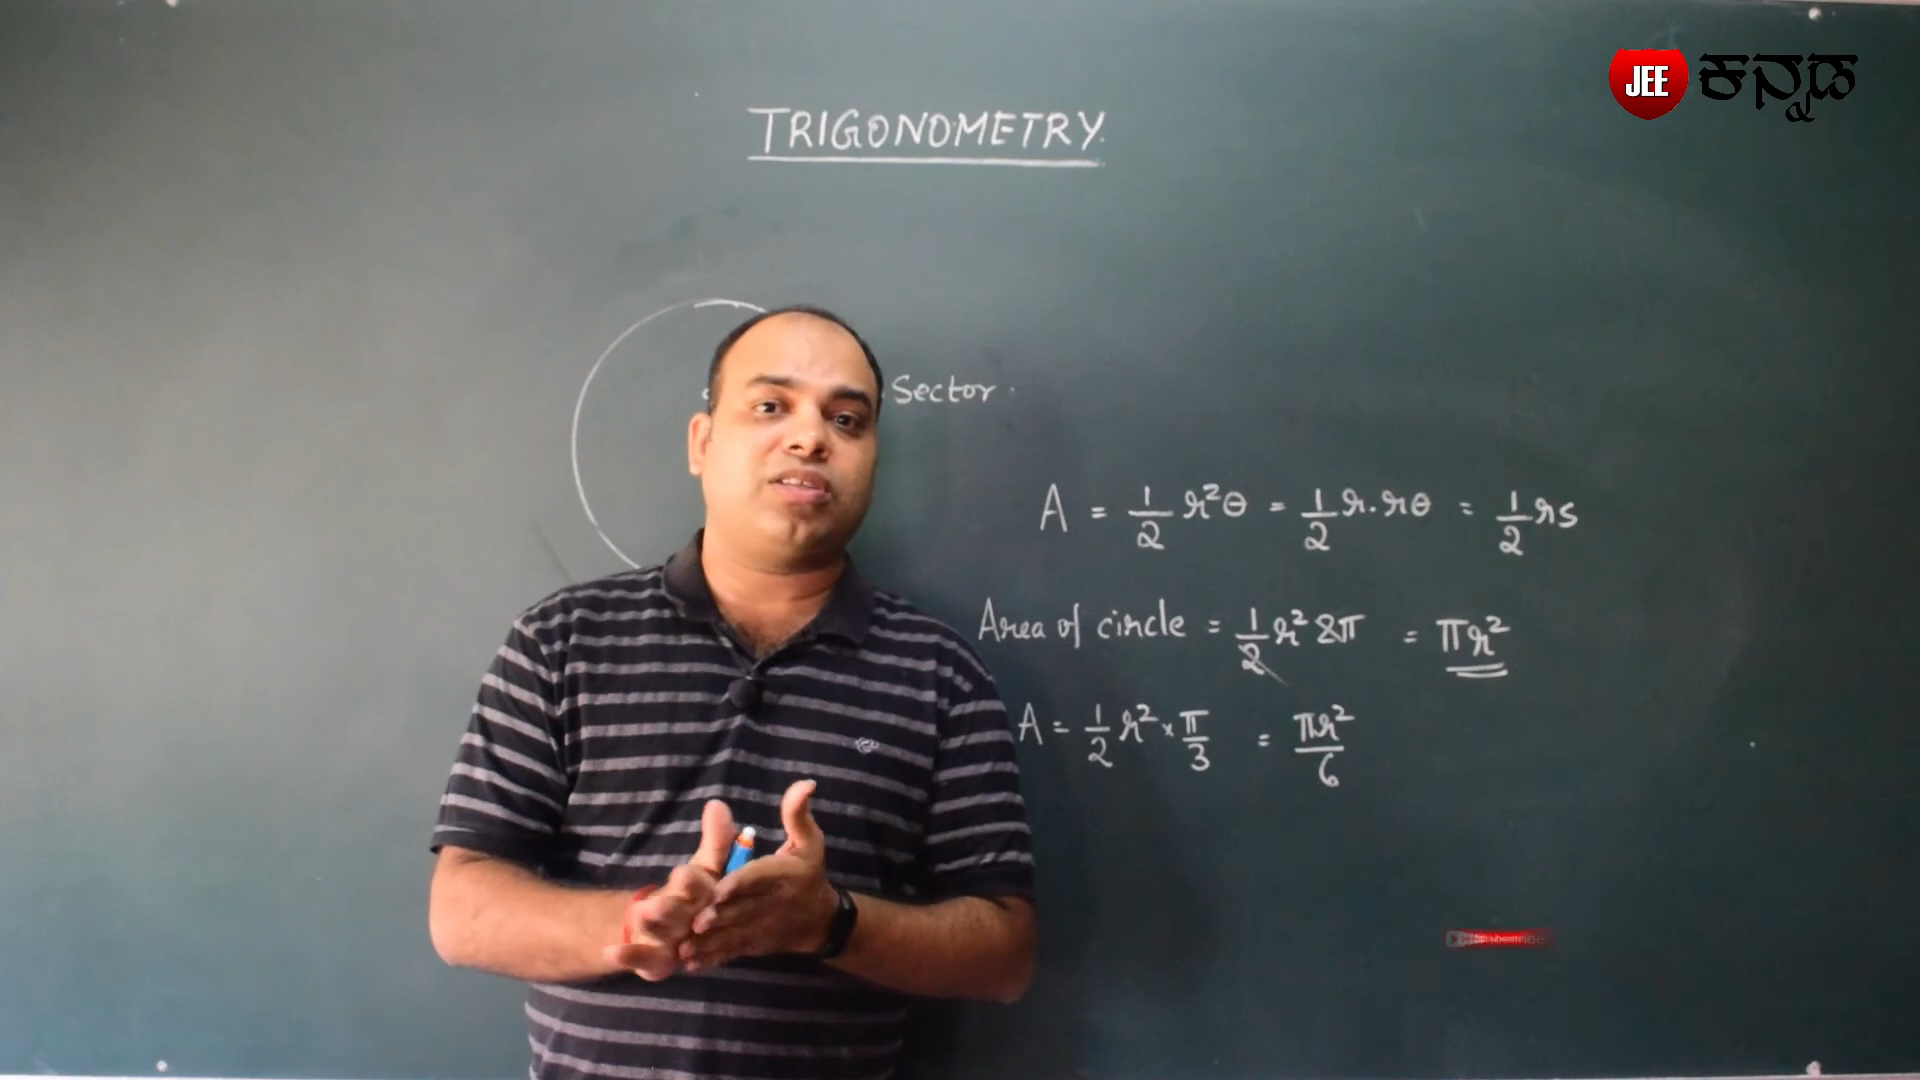 JEE ಕನ್ನಡ
TRIGONOMETRY
Sector
A = 1/2 r²θ = 1/2 r.rθ = 1/2 rs
Area of circle = 1/2 r² 2π = πr²
A = 1/2 r² × π/3 = πr²/6